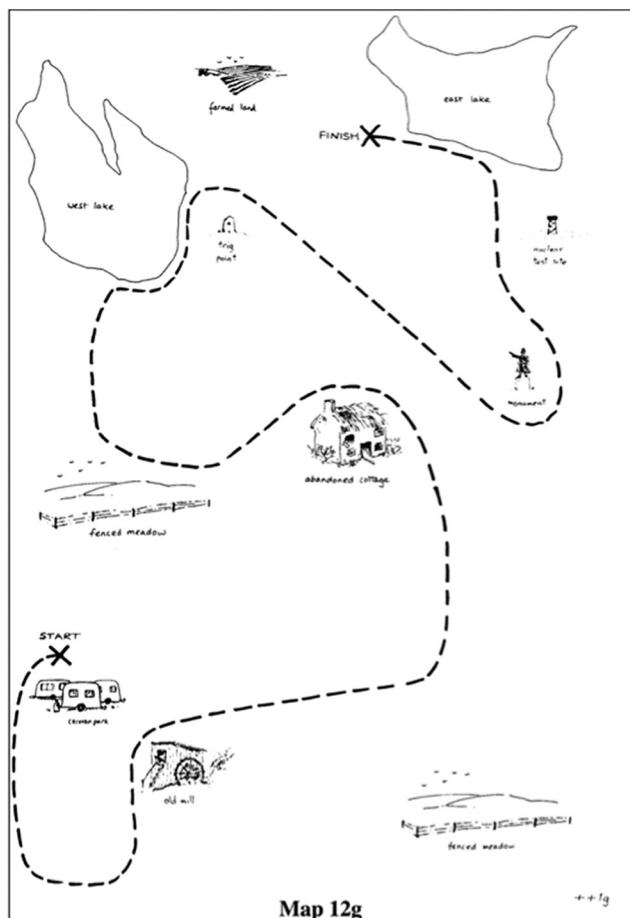 farmed land
east lake
FINISH
west lake
trig
point
nuclear
test site
monument
abandoned cottage
fenced meadow
START
caravan park
old mill
fenced meadow
Map 12g